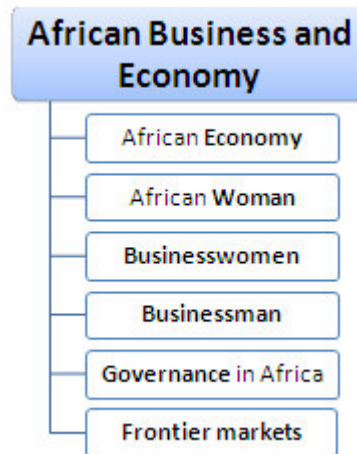 African Business and
Economy
African Economy
African Woman
Businesswomen
Businessman
Governance in Africa
Frontier markets